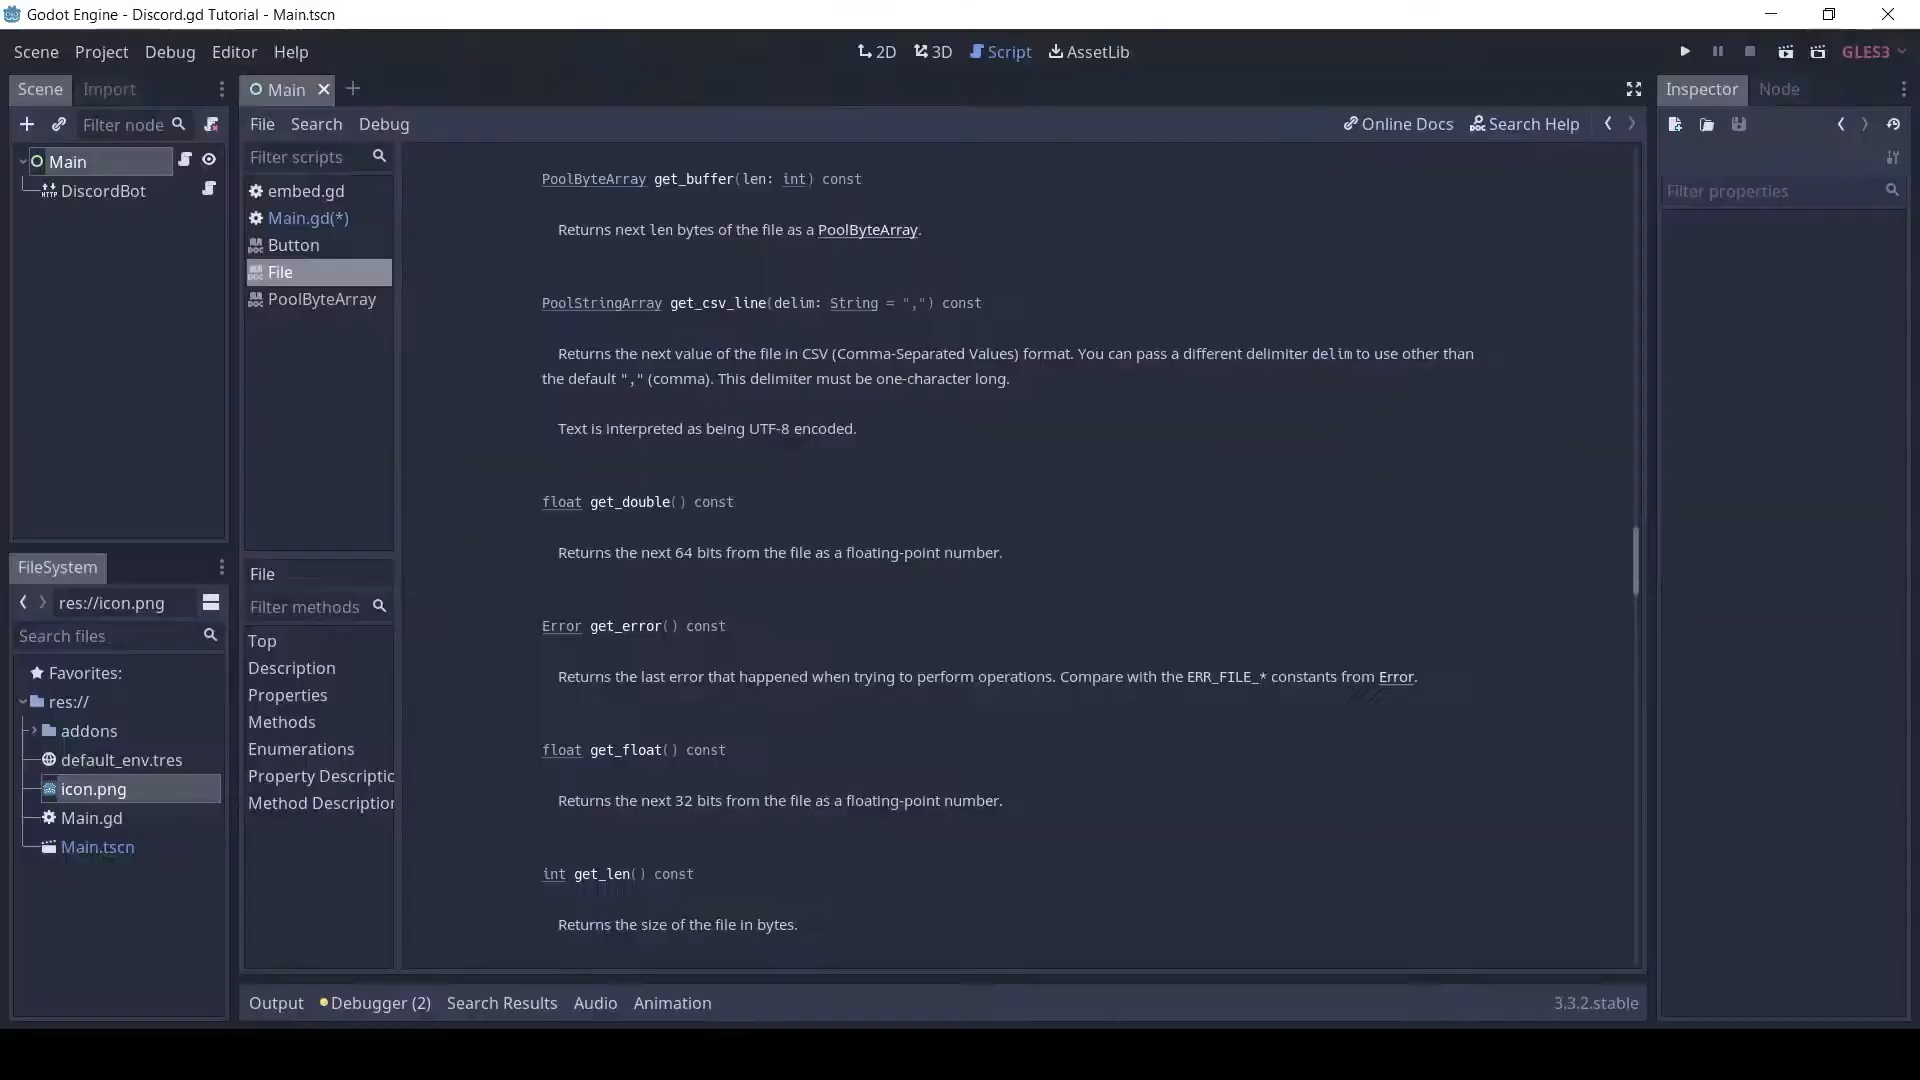 Godot Engine - Discord.gd Tutorial - Main.tscn
Scene Project Debug Editor Help
2D 3D Script AssetLib
GLES3
Scene Import
Filter node
Main
DiscordBot
FileSystem
res://icon.png
Search files
Favorites:
res://
addons
default_env.tres
icon.png
Main.gd
Main.tscn
Main
File Search Debug
Online Docs Search Help
Filter scripts
embed.gd
Main.gd(*)
Button
File
PoolByteArray
File
Filter methods
Top
Description
Properties
Methods
Enumerations
Property Descriptic
Method Description
PoolByteArray get_buffer(len: int) const
Returns next len bytes of the file as a PoolByteArray.
PoolStringArray get_csv_line(delim: String = ",") const
Returns the next value of the file in CSV (Comma-Separated Values) format. You can pass a different delimiter delim to use other than
the default "," (comma). This delimiter must be one-character long.
Text is interpreted as being UTF-8 encoded.
float get_double() const
Returns the next 64 bits from the file as a floating-point number.
Error get_error() const
Returns the last error that happened when trying to perform operations. Compare with the ERR_FILE_* constants from Error.
float get_float() const
Returns the next 32 bits from the file as a floating-point number.
int get_len() const
Returns the size of the file in bytes.
Output Debugger (2) Search Results Audio Animation
3.3.2.stable
Inspector Node
Filter properties